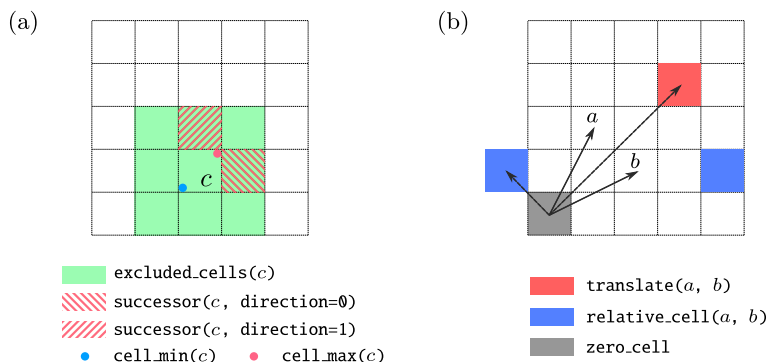 (a)
(b)
a
b
c
excluded_cells(c)
successor(c, direction=0)
successor(c, direction=1)
cell_min(c) cell_max(c)
translate(a, b)
relative_cell(a, b)
zero_cell